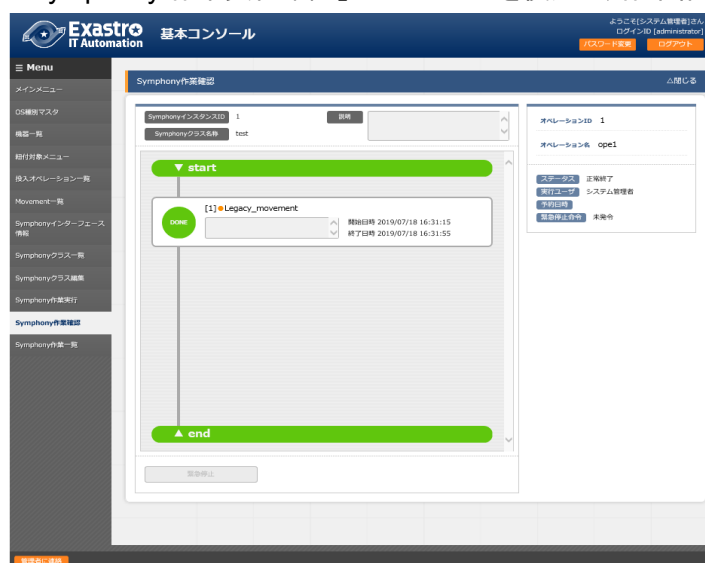 Exastro
IT Automation
基本コンソール
ようこそ[システム管理者]さん
ログインID [administrator]
パスワード変更
ログアウト
Menu
メインメニュー
OS種別マスタ
機器一覧
紐付対象メニュー
投入オペレーション一覧
Movement一覧
Symphonyインターフェース
情報
Symphonyクラス一覧
Symphonyクラス編集
Symphony作業実行
Symphony作業確認
Symphony作業一覧
Symphony作業確認
△閉じる
SymphonyインスタンスID 1
説明
Symphonyクラス名称 test
▼ start
DONE
[1]●Legacy_movement
開始日時 2019/07/18 16:31:15
終了日時 2019/07/18 16:31:55
▲ end
緊急停止
オペレーションID 1
オペレーション名 ope1
ステータス 正常終了
実行ユーザ システム管理者
予約日時
緊急停止命令 未発令
管理者に連絡